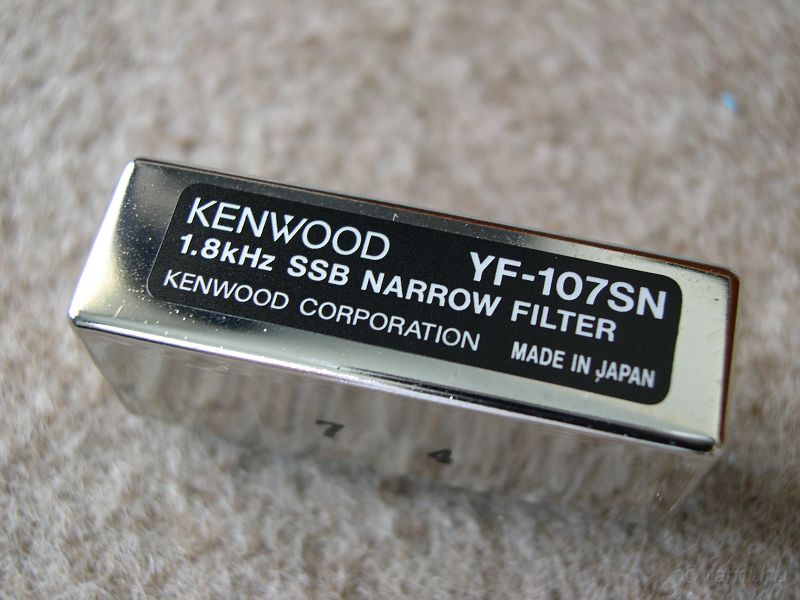 KENWOOD YF-107SN
1.8kHz SSB NARROW FILTER
KENWOOD CORPORATION MADE IN JAPAN
7 4